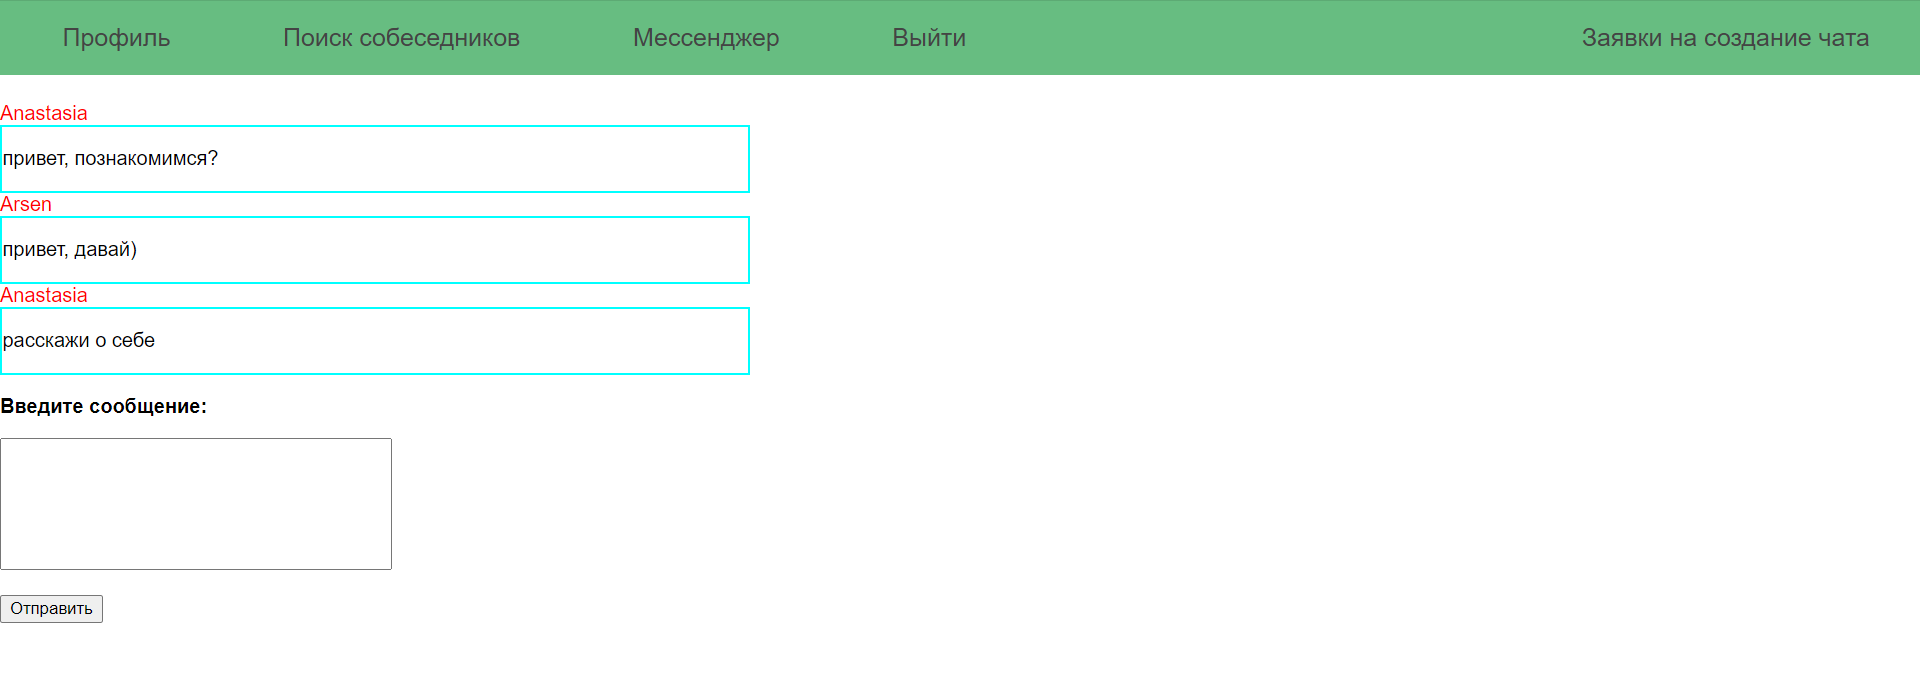 Профиль Поиск собеседников Мессенджер Выйти Заявки на создание чата
Anastasia
привет, познакомимся?
Arsen
привет, давай)
Anastasia
расскажи о себе
Введите сообщение:
Отправить